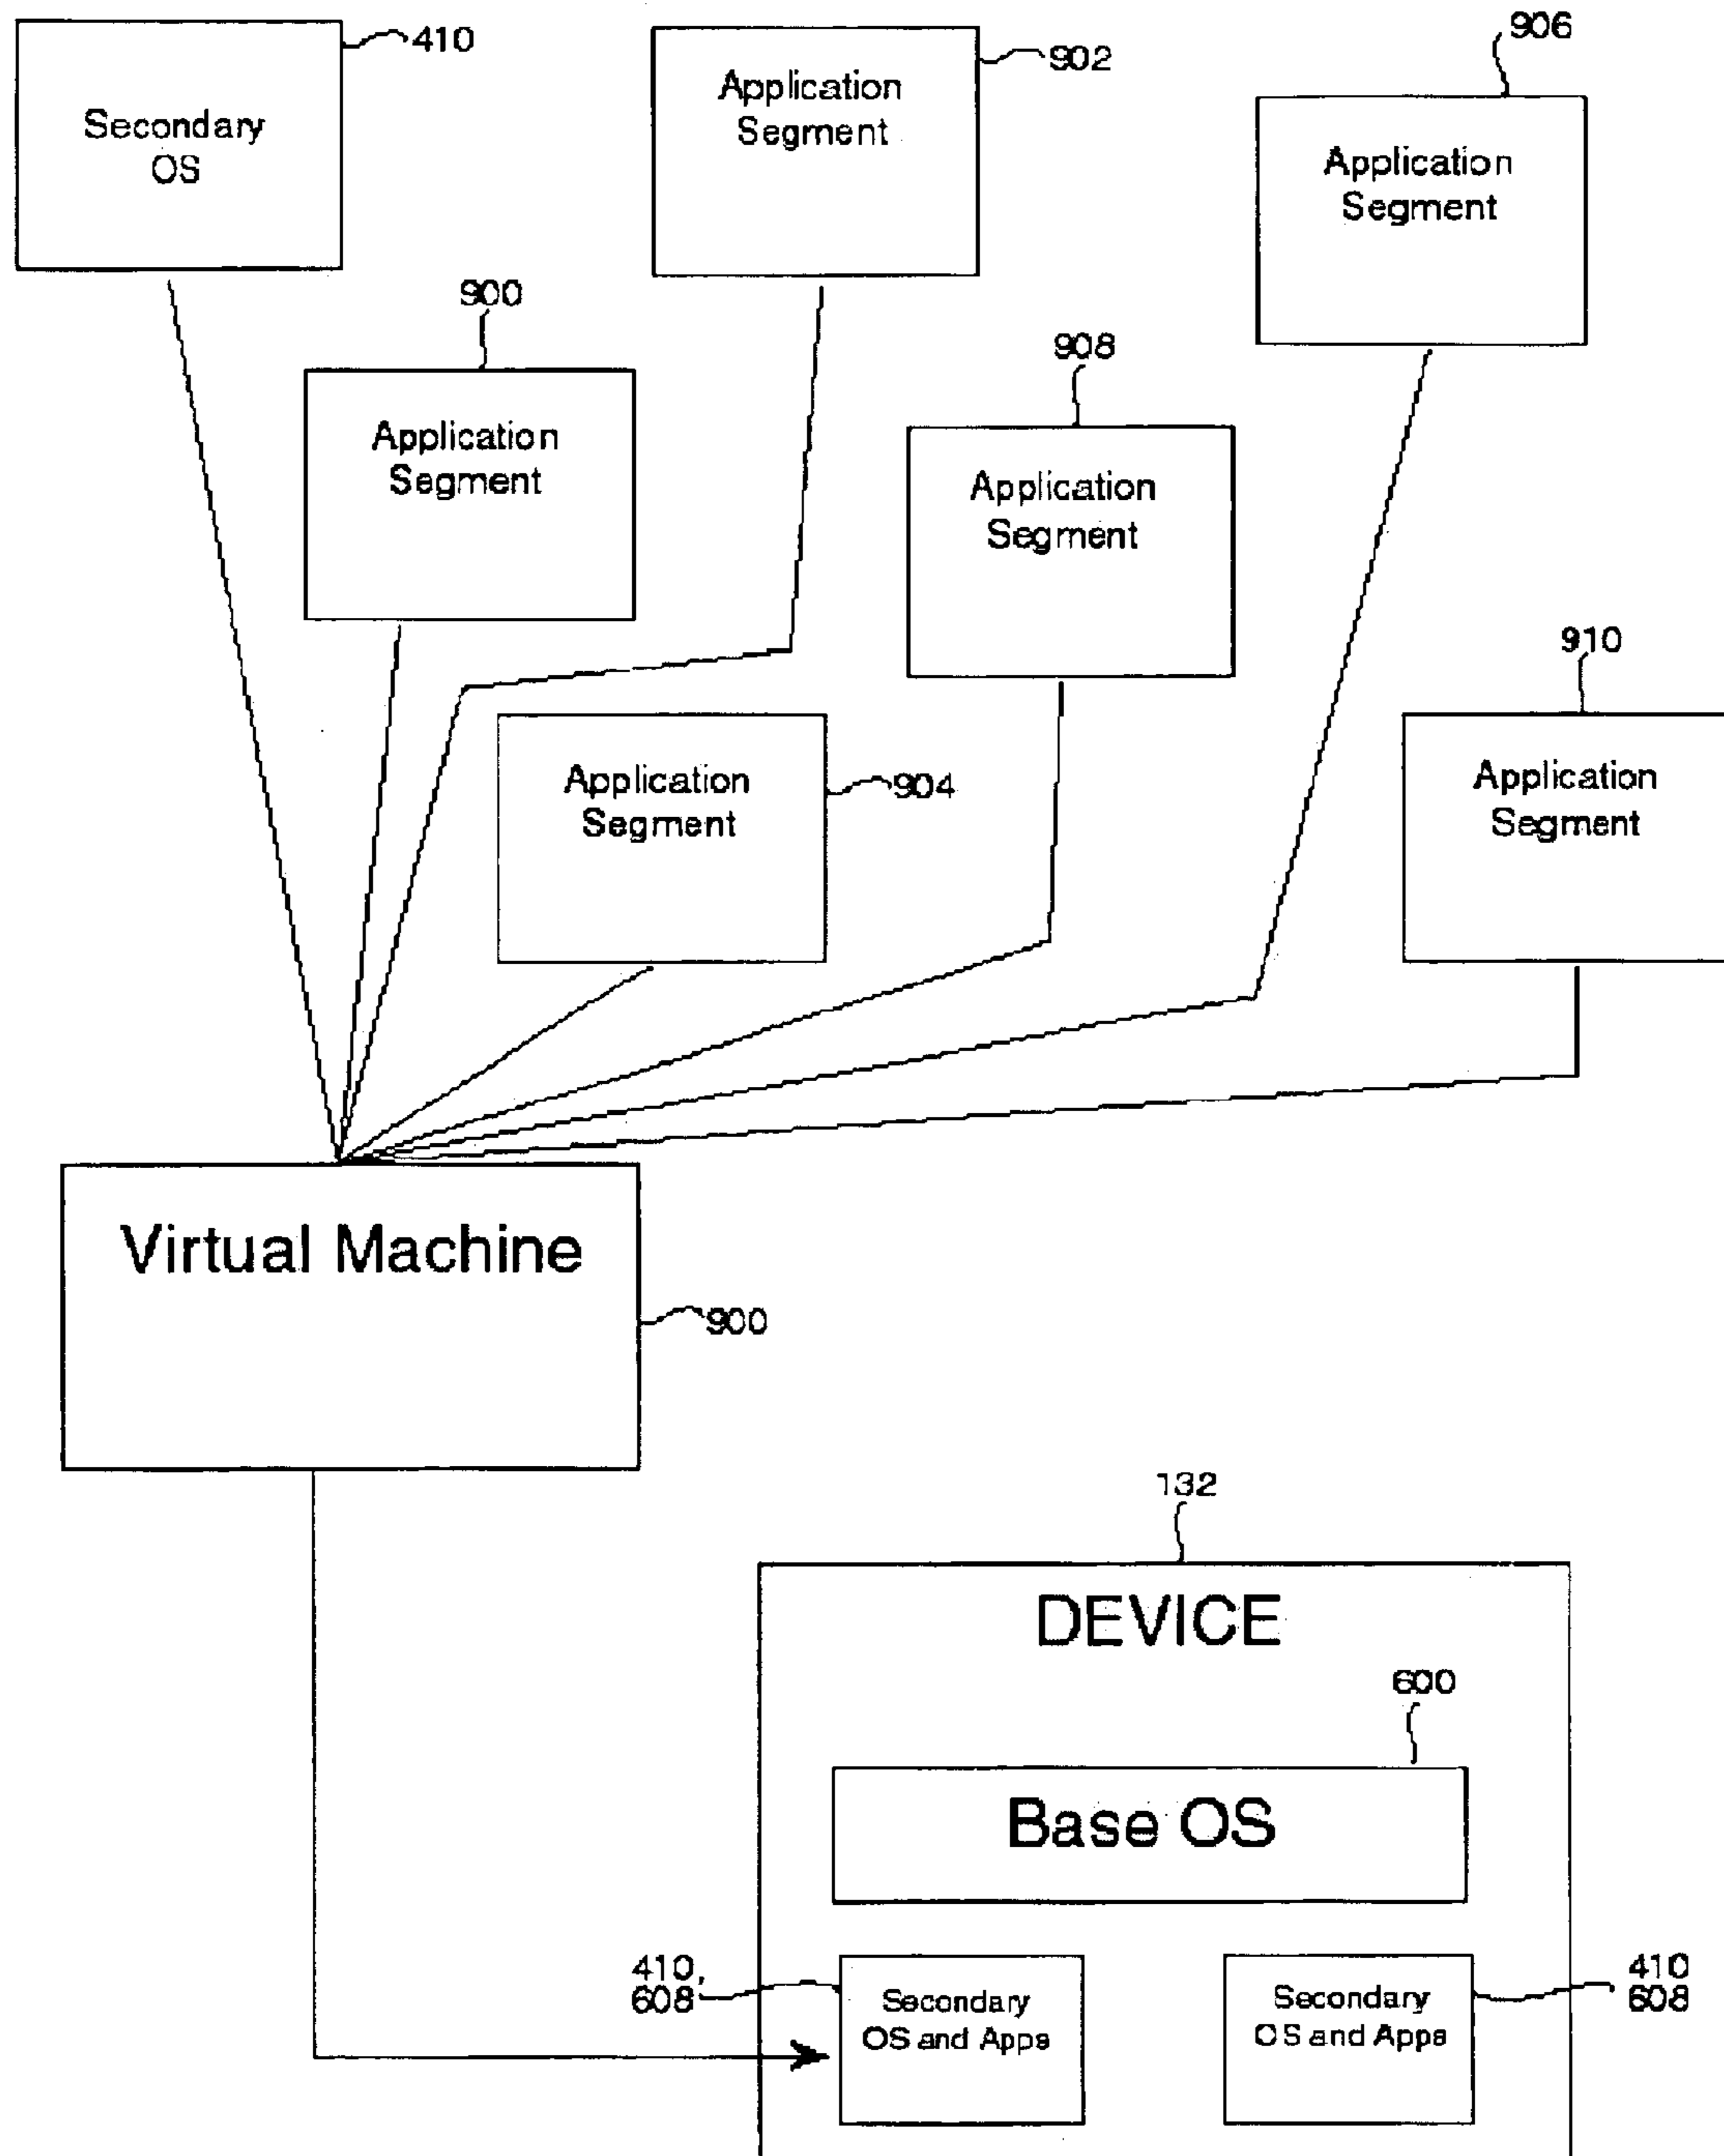 410
Secondary
OS
902
Application
Segment
906
Application
Segment
900
Application
Segment
908
Application
Segment
904
Application
Segment
910
Application
Segment
Virtual Machine
900
132
DEVICE
600
Base OS
410,
608
Secondary
OS and Apps
Secondary
OS and Apps
410
608